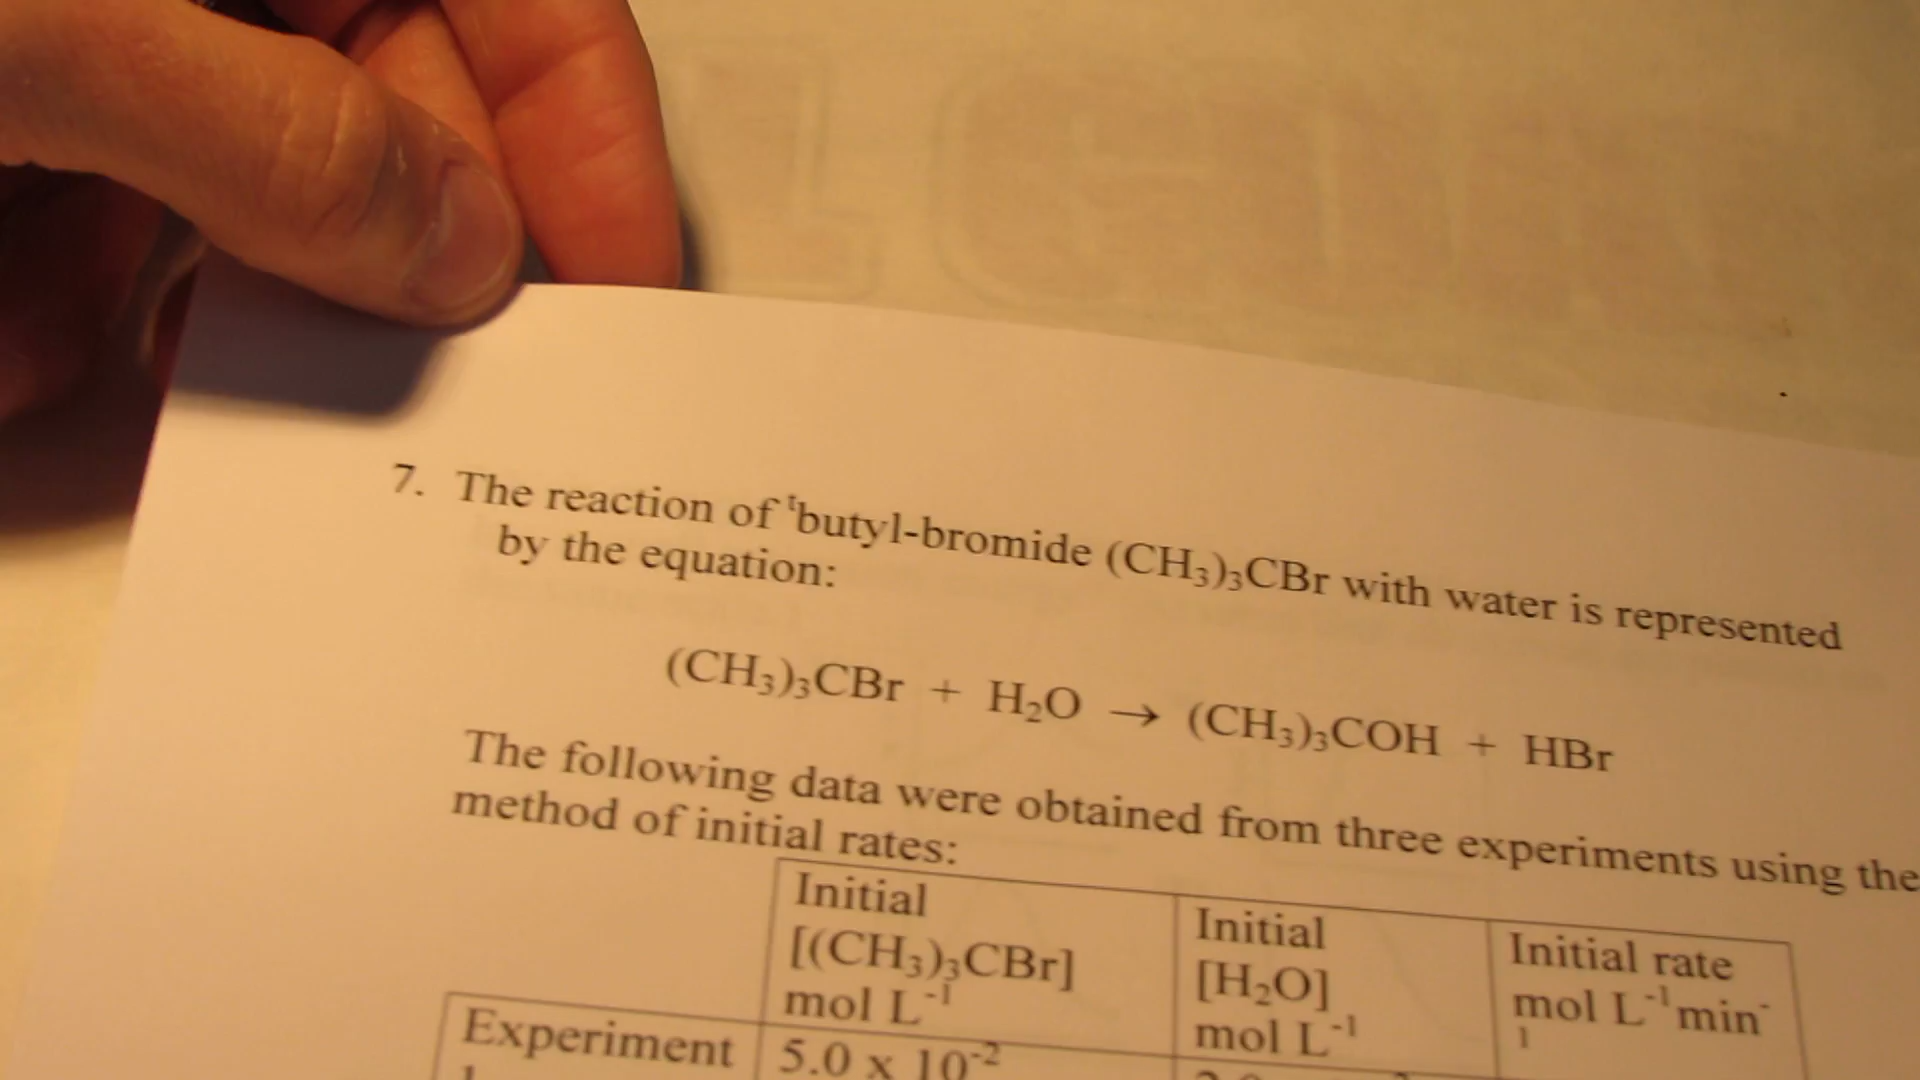 7. The reaction of ᵗbutyl-bromide (CH₃)₃CBr with water is represented
by the equation:
(CH₃)₃CBr + H₂O → (CH₃)₃COH + HBr
The following data were obtained from three experiments using the
method of initial rates:
Initial
[(CH₃)₃CBr]
mol L⁻¹
Initial
[H₂O]
mol L⁻¹
Initial rate
mol L⁻¹min⁻
1
Experiment
5.0 x 10⁻²